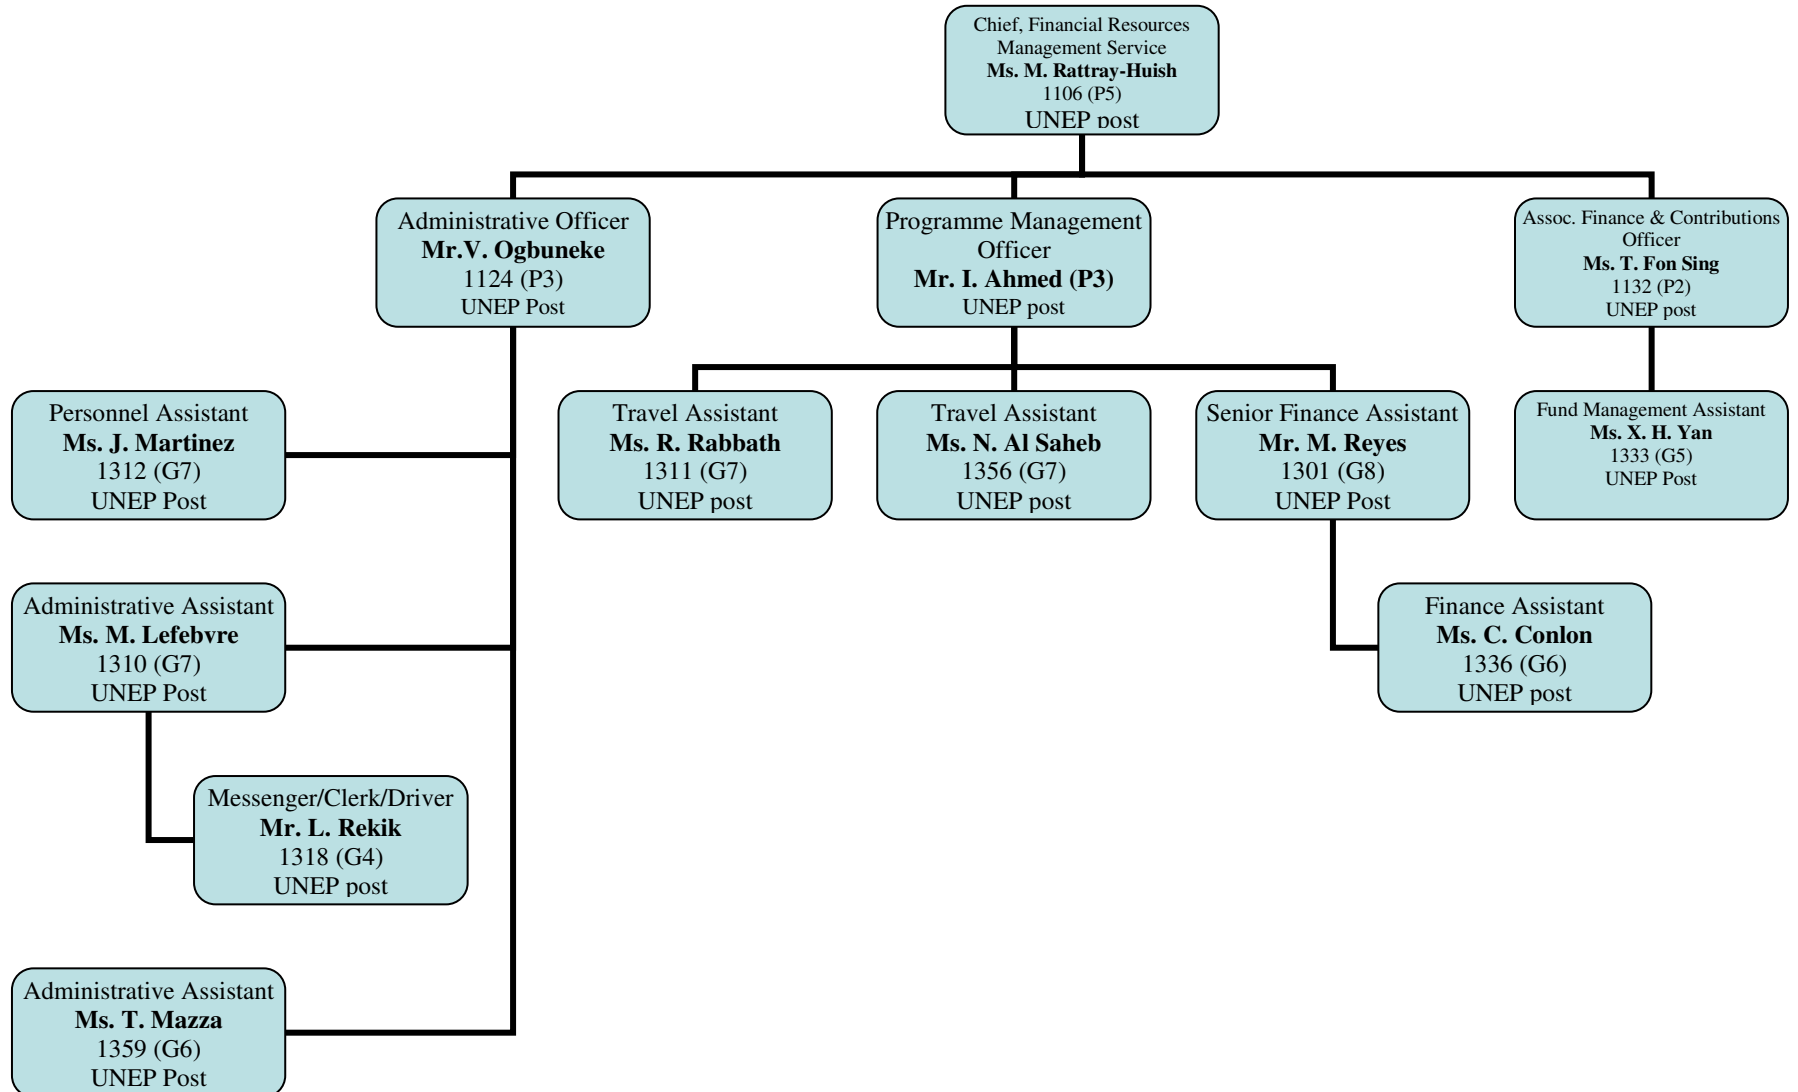 Chief, Financial Resources
Management Service
Ms. M. Rattray-Huish
1106 (P5)
UNEP post
Administrative Officer
Mr.V. Ogbuneke
1124 (P3)
UNEP Post
Programme Management
Officer
Mr. I. Ahmed (P3)
UNEP post
Assoc. Finance & Contributions
Officer
Ms. T. Fon Sing
1132 (P2)
UNEP post
Personnel Assistant
Ms. J. Martinez
1312 (G7)
UNEP Post
Travel Assistant
Ms. R. Rabbath
1311 (G7)
UNEP post
Travel Assistant
Ms. N. Al Saheb
1356 (G7)
UNEP post
Senior Finance Assistant
Mr. M. Reyes
1301 (G8)
UNEP Post
Fund Management Assistant
Ms. X. H. Yan
1333 (G5)
UNEP Post
Administrative Assistant
Ms. M. Lefebvre
1310 (G7)
UNEP Post
Finance Assistant
Ms. C. Conlon
1336 (G6)
UNEP post
Messenger/Clerk/Driver
Mr. L. Rekik
1318 (G4)
UNEP post
Administrative Assistant
Ms. T. Mazza
1359 (G6)
UNEP Post